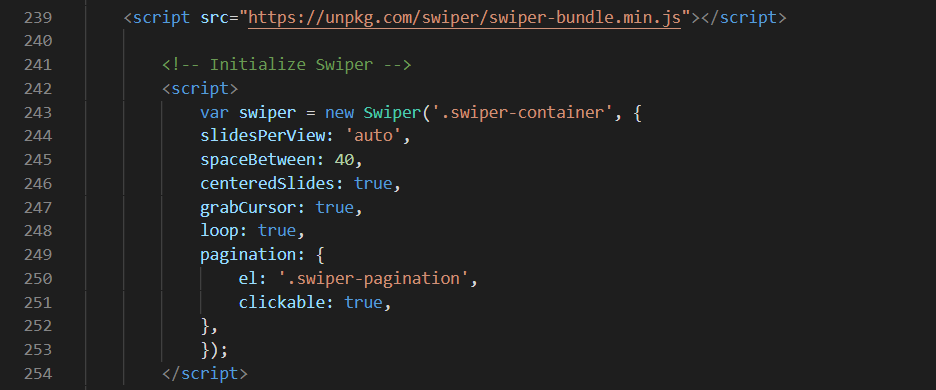 239 <script src="https://unpkg.com/swiper/swiper-bundle.min.js"></script>
240
241 <!-- Initialize Swiper -->
242 <script>
243 var swiper = new Swiper('.swiper-container', {
244 slidesPerView: 'auto',
245 spaceBetween: 40,
246 centeredSlides: true,
247 grabCursor: true,
248 loop: true,
249 pagination: {
250 el: '.swiper-pagination',
251 clickable: true,
252 },
253 });
254 </script>